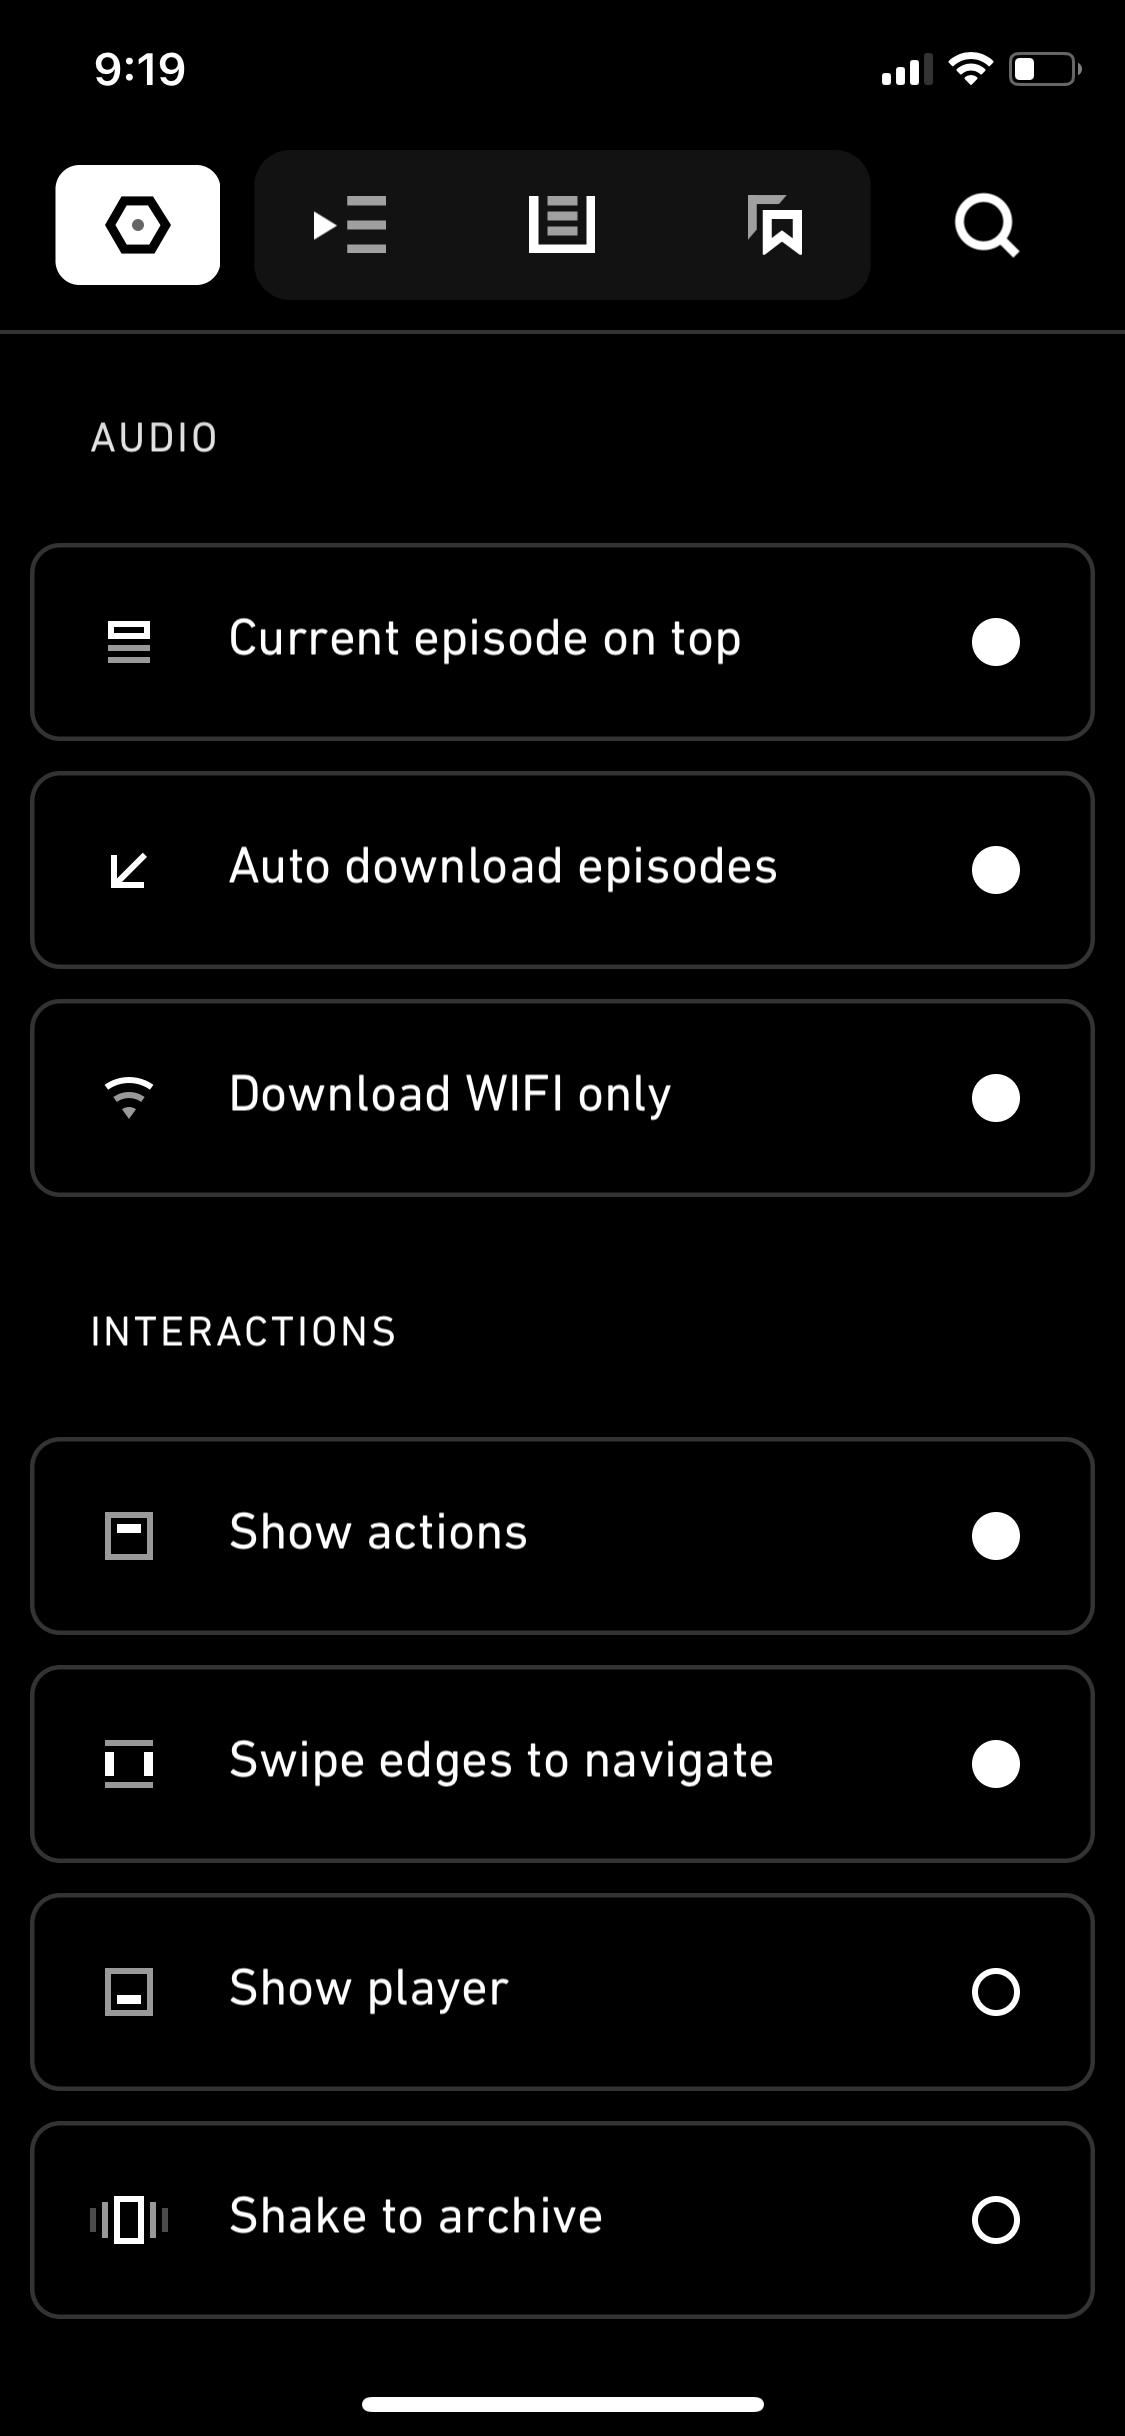 9:19
AUDIO
Current episode on top
Auto download episodes
Download WIFI only
INTERACTIONS
Show actions
Swipe edges to navigate
Show player
Shake to archive